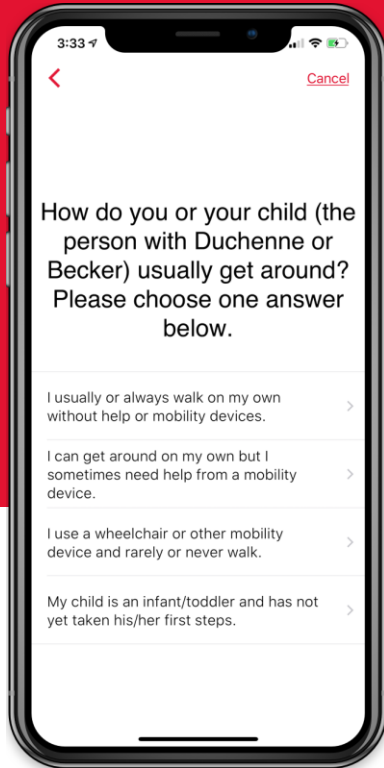 3:33
Cancel
How do you or your child (the
person with Duchenne or
Becker) usually get around?
Please choose one answer
below.
I usually or always walk on my own
without help or mobility devices.
I can get around on my own but I
sometimes need help from a mobility
device.
I use a wheelchair or other mobility
device and rarely or never walk.
My child is an infant/toddler and has not
yet taken his/her first steps.